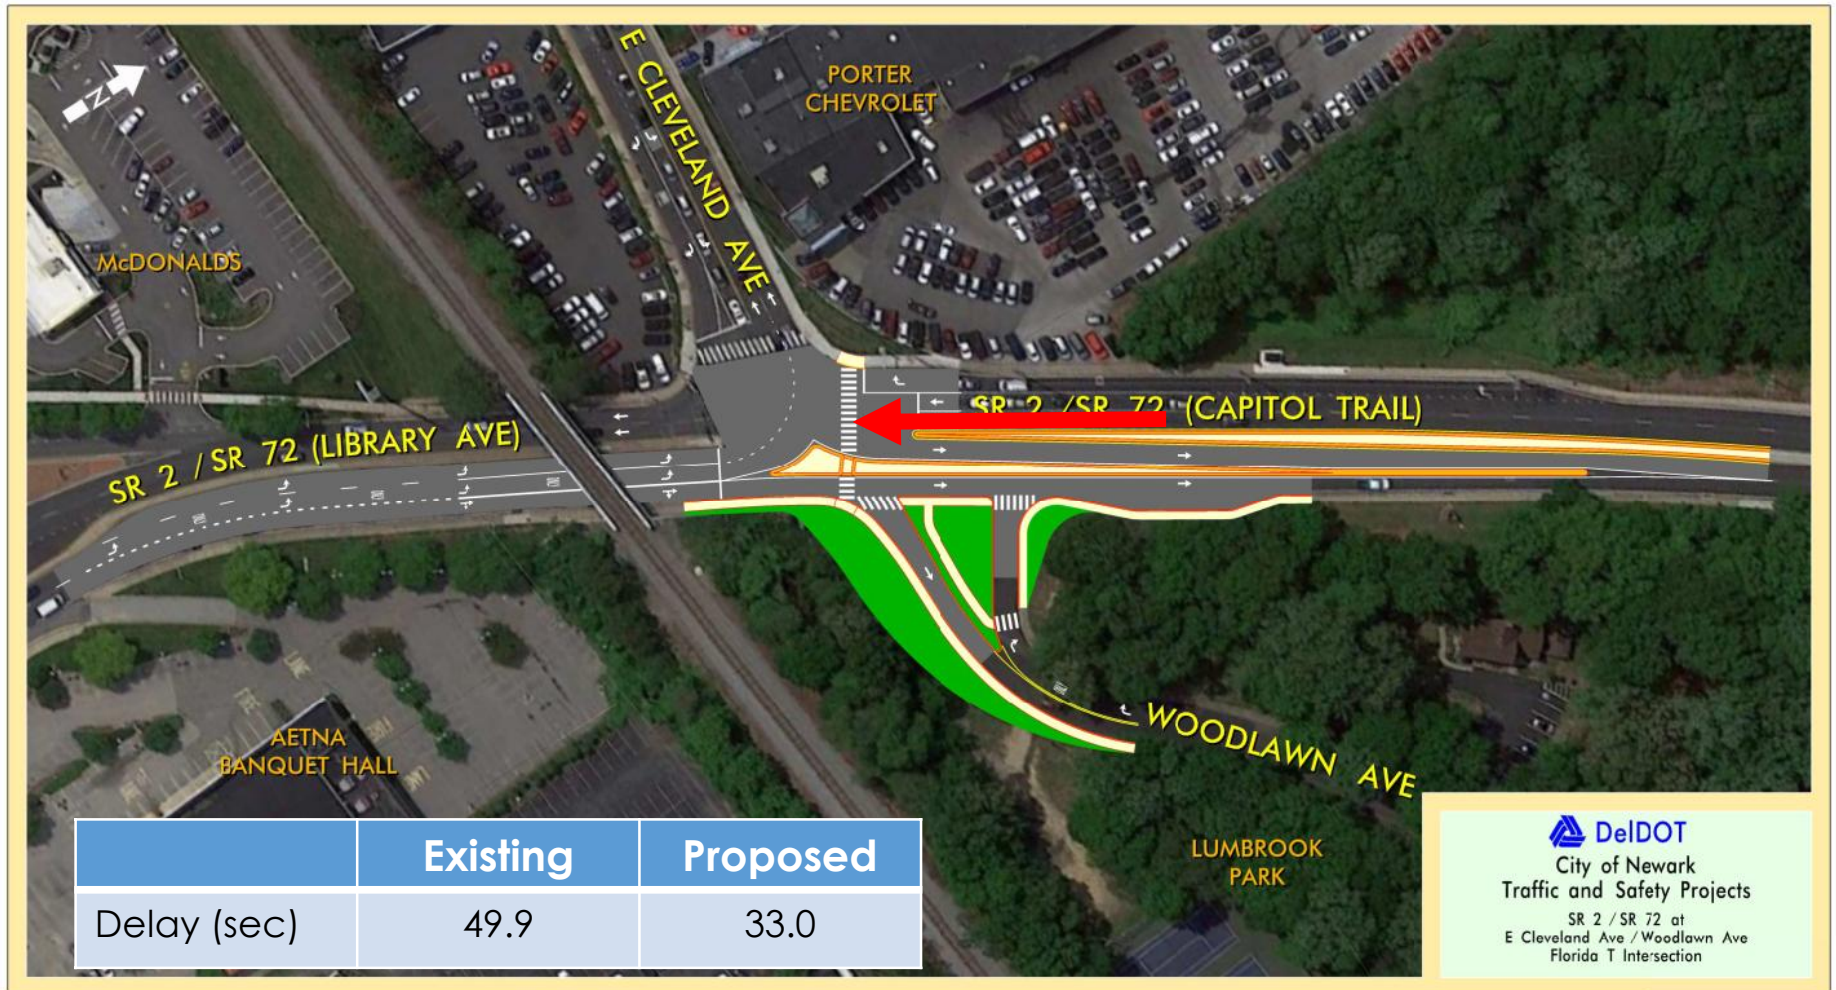 N
E CLEVELAND AVE
PORTER
CHEVROLET
McDONALDS
SR 2 / SR 72 (LIBRARY AVE)
SR 2 / SR 72 (CAPITOL TRAIL)
WOODLAWN AVE
AETNA
BANQUET HALL
LUMBROOK
PARK
Existing Proposed
Delay (sec) 49.9 33.0
DelDOT
City of Newark
Traffic and Safety Projects
SR 2 / SR 72 at
E Cleveland Ave / Woodlawn Ave
Florida T Intersection